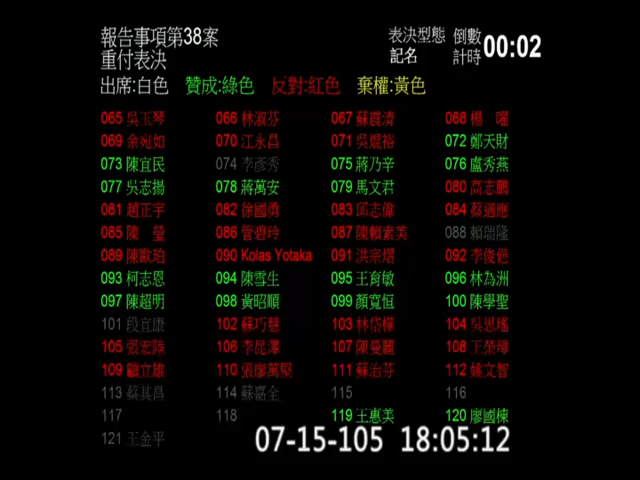 報告事項第38案
重付表決
表決型態
記名
倒數
計時
00:02
出席:白色 贊成:綠色 反對:紅色 棄權:黃色
065 吳玉琴 066 林淑芬 067 蘇震清 068 楊 曜
069 余宛如 070 江永昌 071 吳焜裕 072 鄭天財
073 陳宜民 074 李彥秀 075 蔣乃辛 076 盧秀燕
077 吳志揚 078 蔣萬安 079 馬文君 080 高志鵬
081 趙正宇 082 徐國勇 083 邱志偉 084 蔡適應
085 陳 瑩 086 管碧玲 087 陳賴素美 088 賴瑞隆
089 陳歐珀 090 Kolas Yotaka 091 洪宗熠 092 李俊俋
093 柯志恩 094 陳雪生 095 王育敏 096 林為洲
097 陳超明 098 黃昭順 099 顏寬恒 100 陳學聖
101 段宜康 102 蘇巧慧 103 林岱樺 104 吳思瑤
105 張宏陸 106 李昆澤 107 陳曼麗 108 王榮璋
109 顧立雄 110 張廖萬堅 111 蘇治芬 112 姚文智
113 蔡其昌 114 蘇嘉全 115 116
117 118 119 王惠美 120 廖國棟
121 王金平
07-15-105 18:05:12